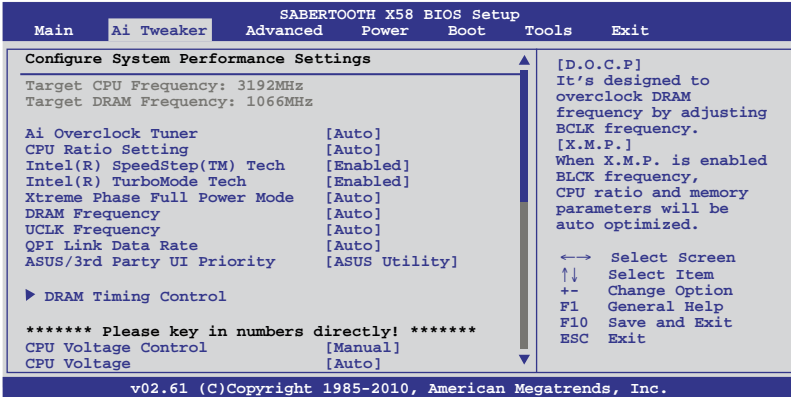 SABERTOOTH X58 BIOS Setup
Main Ai Tweaker Advanced Power Boot Tools Exit
Configure System Performance Settings
Target CPU Frequency: 3192MHz
Target DRAM Frequency: 1066MHz
Ai Overclock Tuner [Auto]
CPU Ratio Setting [Auto]
Intel(R) SpeedStep(TM) Tech [Enabled]
Intel(R) TurboMode Tech [Enabled]
Xtreme Phase Full Power Mode [Auto]
DRAM Frequency [Auto]
UCLK Frequency [Auto]
QPI Link Data Rate [Auto]
ASUS/3rd Party UI Priority [ASUS Utility]
DRAM Timing Control
******* Please key in numbers directly! *******
CPU Voltage Control [Manual]
CPU Voltage [Auto]
[D.O.C.P]
It's designed to
overclock DRAM
frequency by adjusting
BCLK frequency.
[X.M.P.]
When X.M.P. is enabled
BLCK frequency,
CPU ratio and memory
parameters will be
auto optimized.
←→ Select Screen
↑↓ Select Item
+- Change Option
F1 General Help
F10 Save and Exit
ESC Exit
v02.61 (C)Copyright 1985-2010, American Megatrends, Inc.